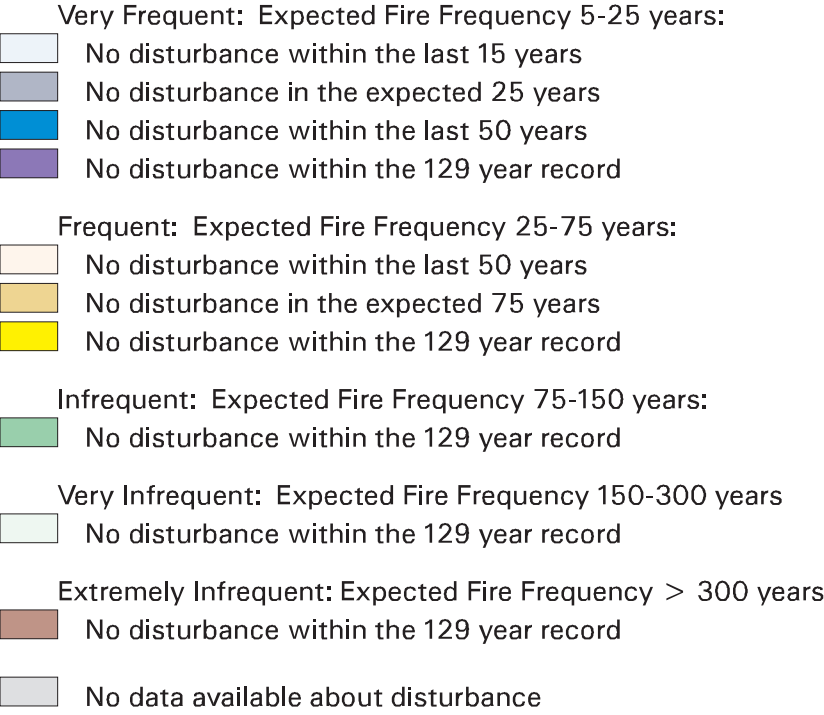 Very Frequent: Expected Fire Frequency 5-25 years:
No disturbance within the last 15 years
No disturbance in the expected 25 years
No disturbance within the last 50 years
No disturbance within the 129 year record
Frequent: Expected Fire Frequency 25-75 years:
No disturbance within the last 50 years
No disturbance in the expected 75 years
No disturbance within the 129 year record
Infrequent: Expected Fire Frequency 75-150 years:
No disturbance within the 129 year record
Very Infrequent: Expected Fire Frequency 150-300 years
No disturbance within the 129 year record
Extremely Infrequent: Expected Fire Frequency > 300 years
No disturbance within the 129 year record
No data available about disturbance